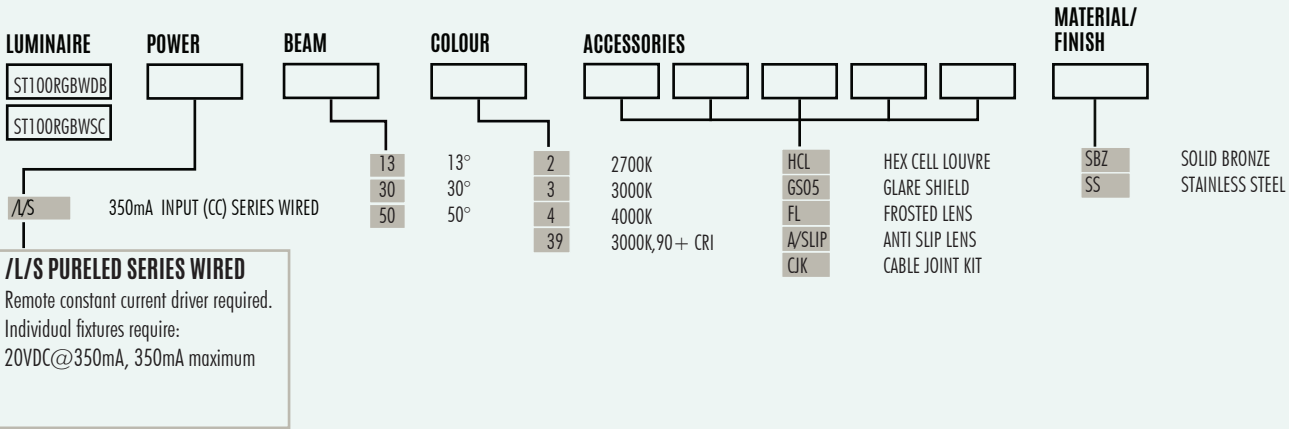 LUMINAIRE
POWER
BEAM
COLOUR
ACCESSORIES
MATERIAL/
FINISH
ST100RGBWDB
ST100RGBWSC
/L/S 350mA INPUT (CC) SERIES WIRED
13 13°
30 30°
50 50°
2 2700K
3 3000K
4 4000K
39 3000K,90+ CRI
HCL HEX CELL LOUVRE
GS05 GLARE SHIELD
FL FROSTED LENS
A/SLIP ANTI SLIP LENS
CJK CABLE JOINT KIT
SBZ SOLID BRONZE
SS STAINLESS STEEL
/L/S PURELED SERIES WIRED
Remote constant current driver required.
Individual fixtures require:
20VDC@350mA, 350mA maximum